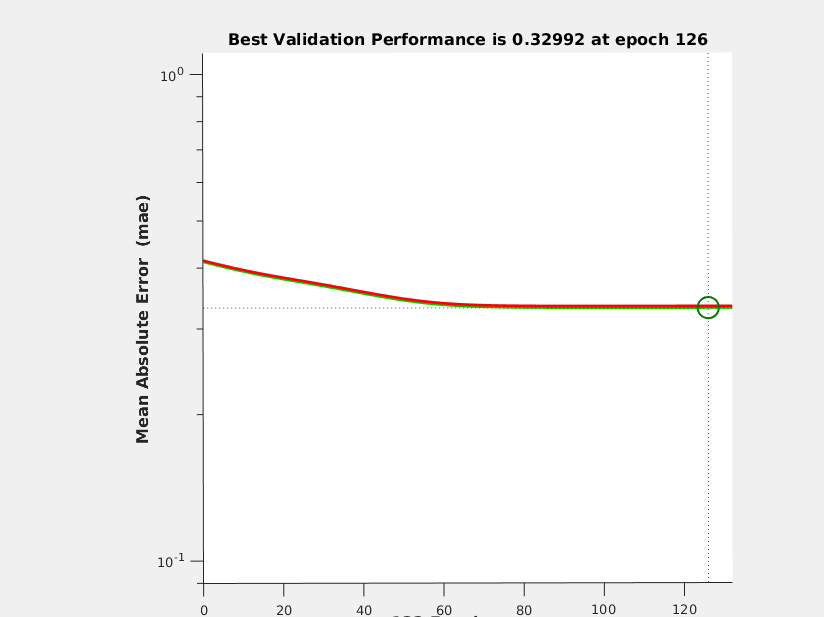 Best Validation Performance is 0.32992 at epoch 126
Mean Absolute Error (mae)
10^0
10^-1
0 20 40 60 80 100 120